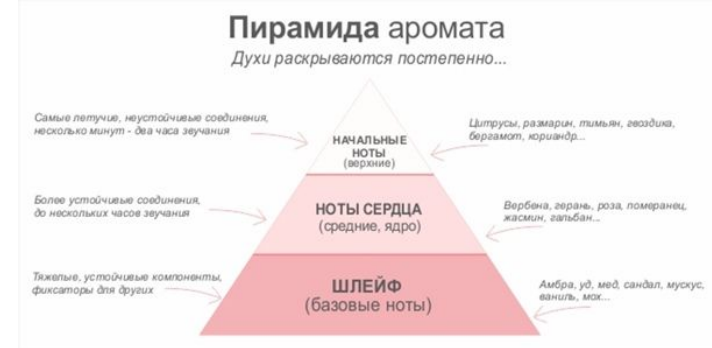 Пирамида аромата
Духи раскрываются постепенно...
Самые летучие, неустойчивые соединения,
несколько минут - два часа звучания
НАЧАЛЬНЫЕ
НОТЫ
(верхние)
Цитрусы, размарин, тимьян, гвоздика,
бергамот, кориандр...
Более устойчивые соединения,
до нескольких часов звучания
НОТЫ СЕРДЦА
(средние, ядро)
Вербена, герань, роза, померанец,
жасмин, гальбан...
Тяжелые, устойчивые компоненты,
фиксаторы для других
ШЛЕЙФ
(базовые ноты)
Амбра, уд, мед, сандал, мускус,
ваниль, мох...